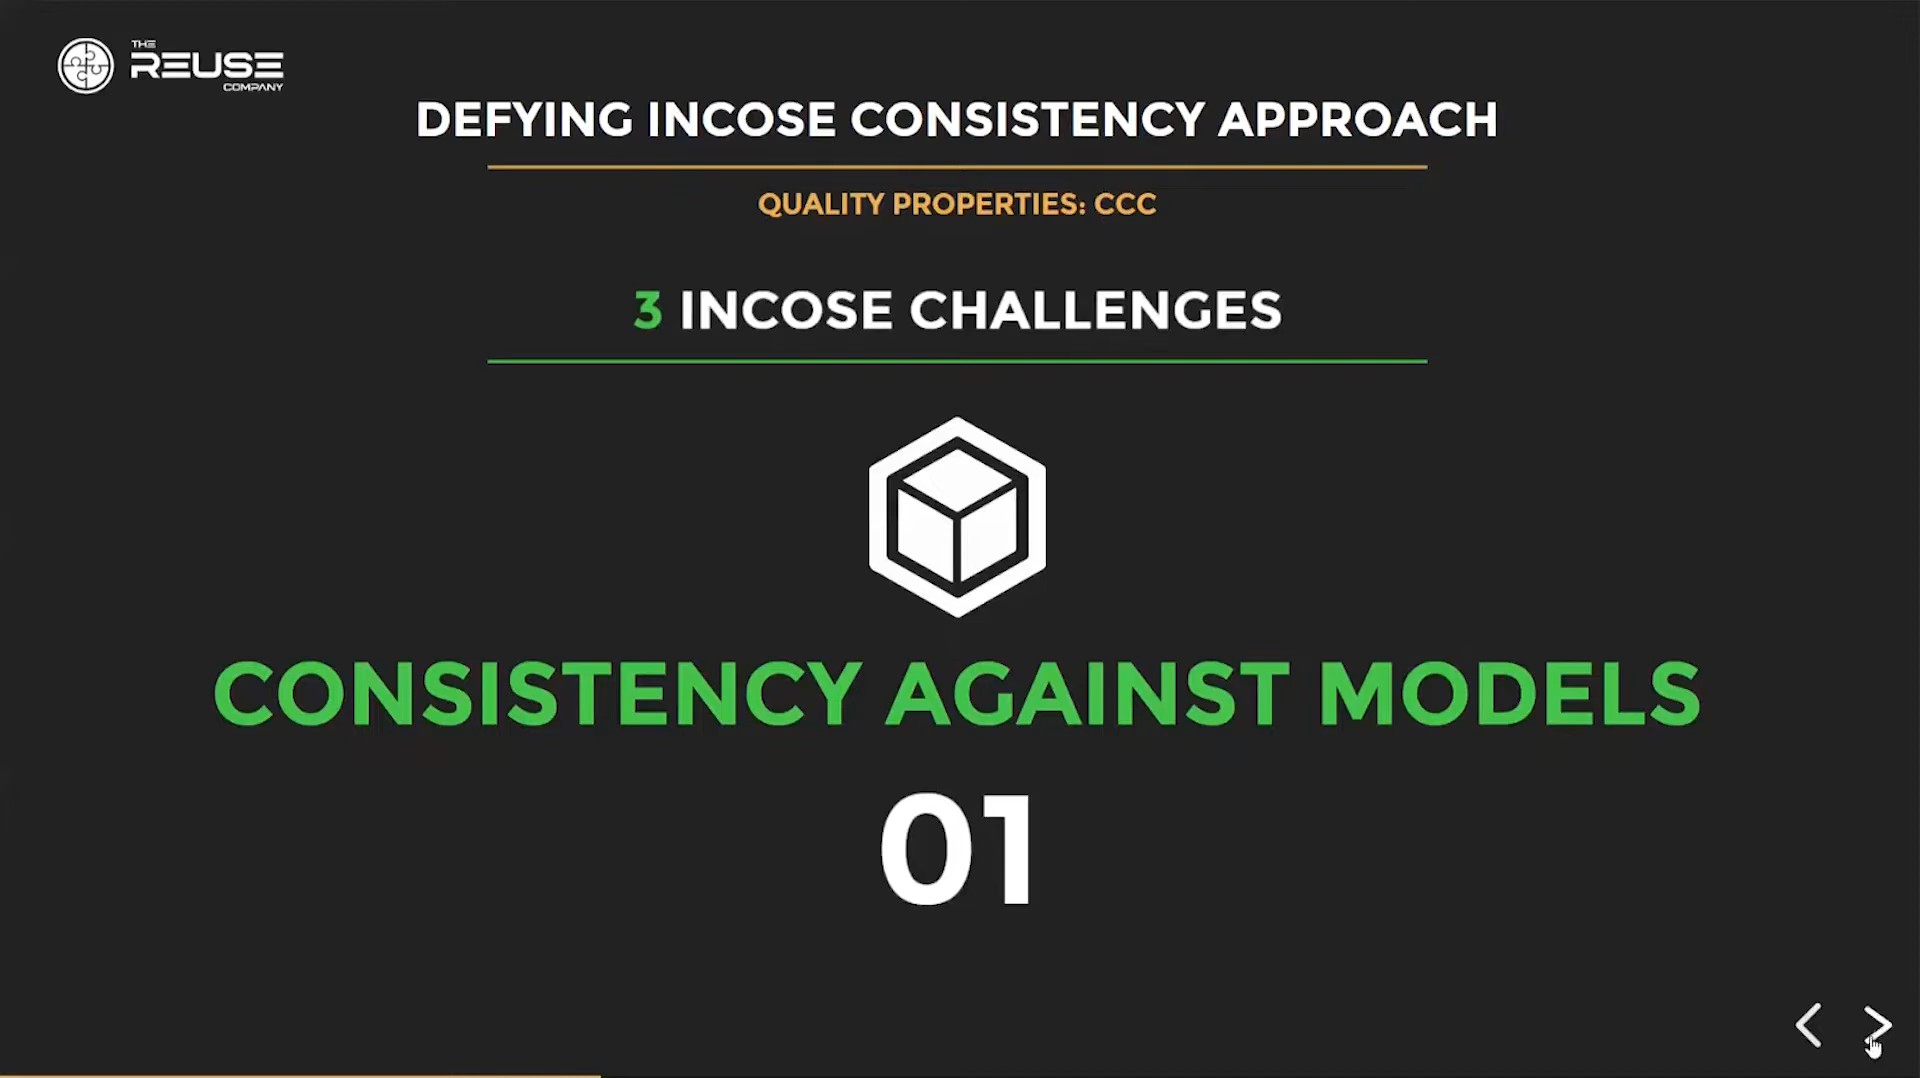 THE
REUSE
COMPANY
DEFYING INCOSE CONSISTENCY APPROACH
QUALITY PROPERTIES: CCC
3 INCOSE CHALLENGES
CONSISTENCY AGAINST MODELS
01